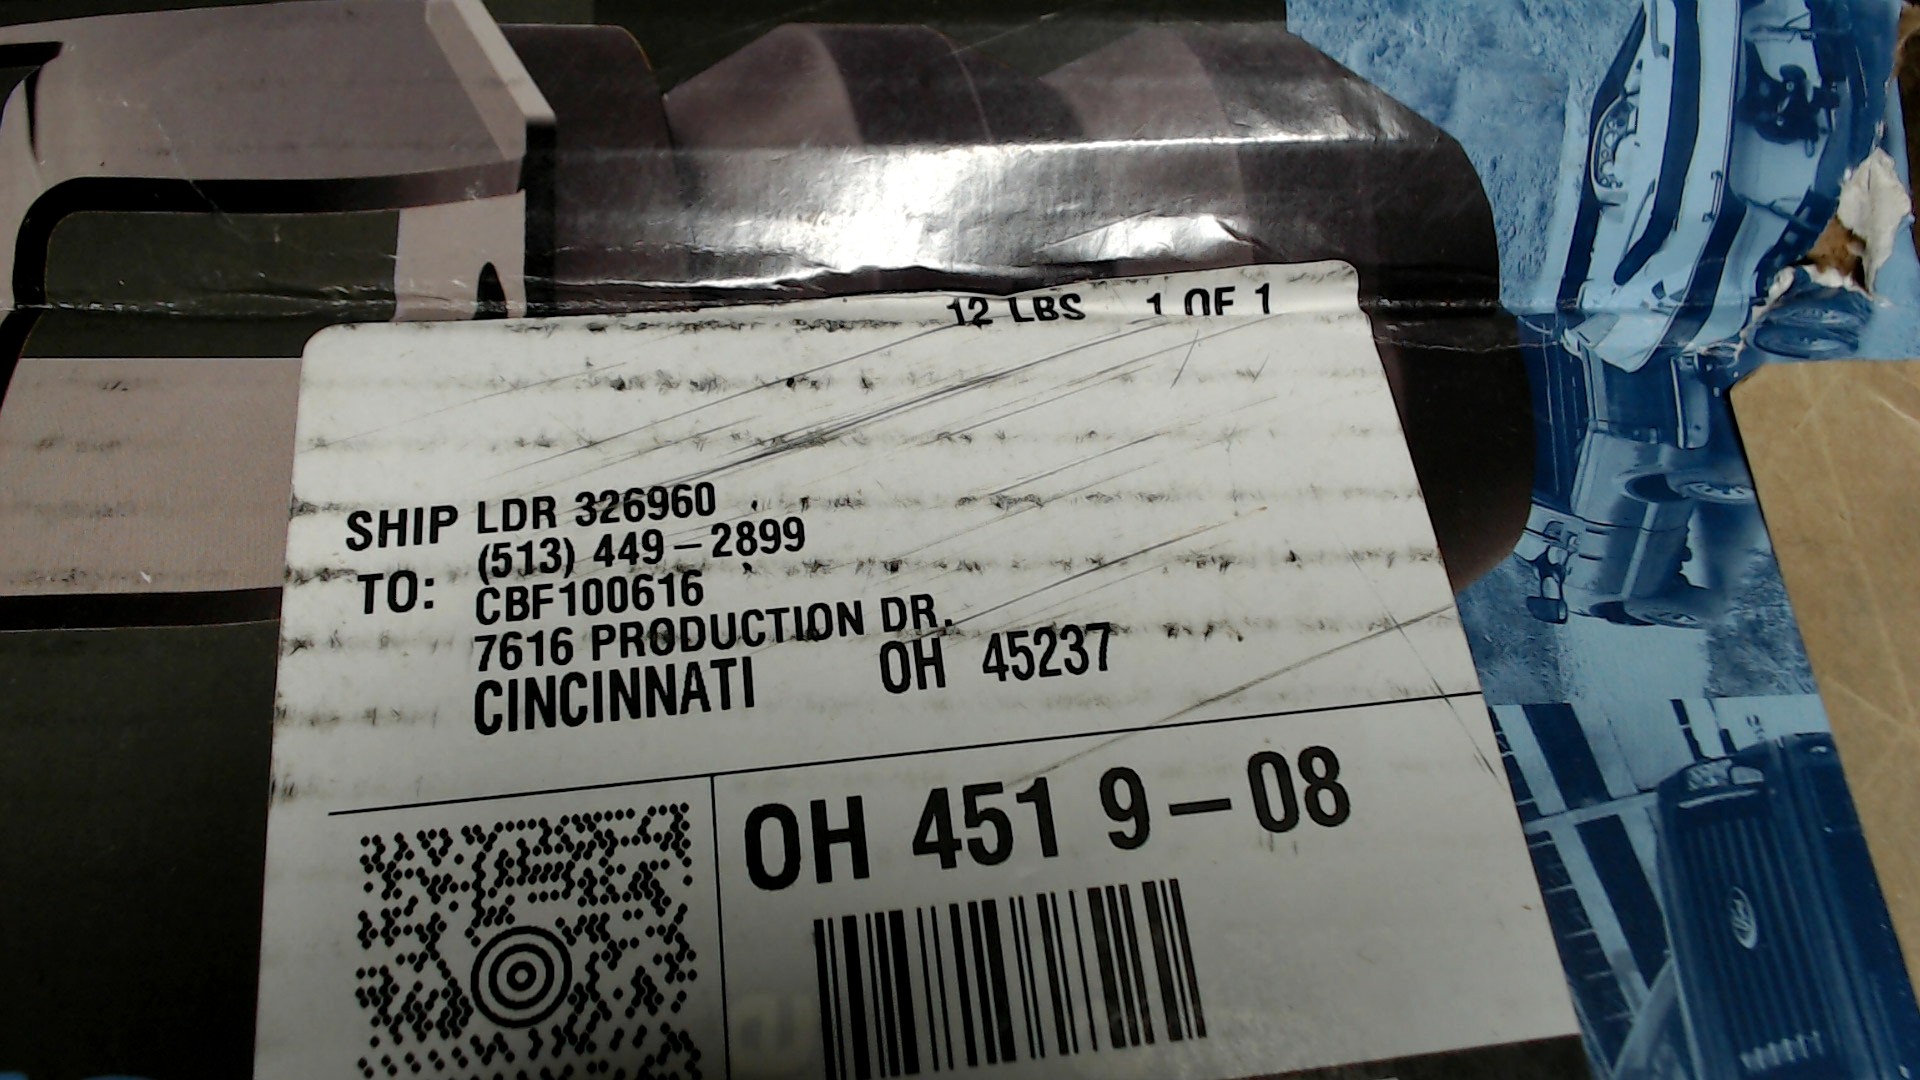 12 LBS 1 OF 1
SHIP TO:
LDR 326960
(513) 449-2899
CBF100616
7616 PRODUCTION DR.
CINCINNATI OH 45237
OH 451 9-08